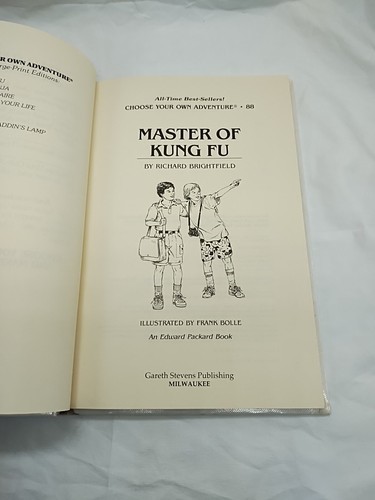 R OWN ADVENTURE®
rge-Print Editions
U
JA
AIRE
YOUR LIFE
ADDIN'S LAMP
All-Time Best-Sellers!
CHOOSE YOUR OWN ADVENTURE® • 88
MASTER OF
KUNG FU
BY RICHARD BRIGHTFIELD
ILLUSTRATED BY FRANK BOLLE
An Edward Packard Book
Gareth Stevens Publishing
MILWAUKEE